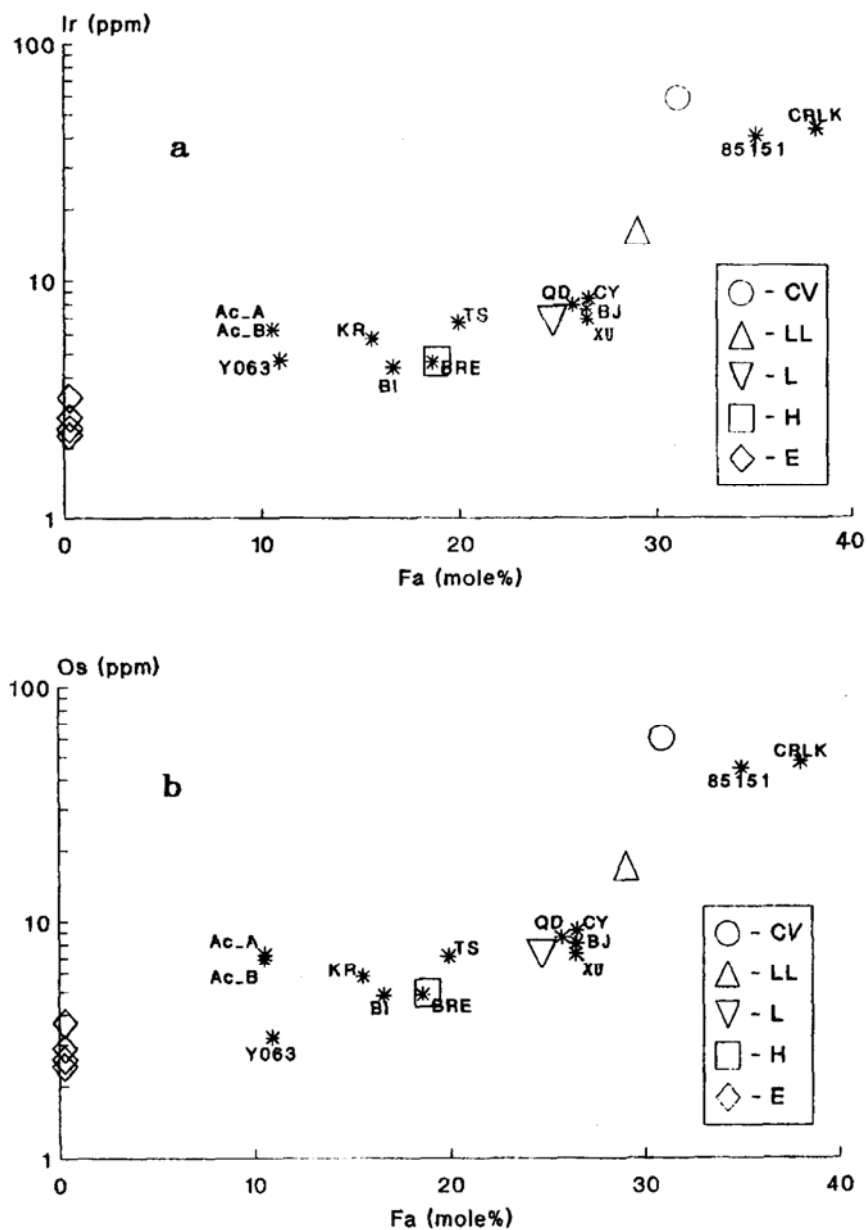 Ir (ppm)
100
a
CRLK
85151
10
Ac_A
Ac_B
Y063
KR
BI
TS
BRE
QD
CY
BJ
XU
○ - CV
△ - LL
▽ - L
□ - H
◇ - E
1
0 10 20 30 40
Fa (mole%)
Os (ppm)
100
b
CRLK
85151
10
Ac_A
Ac_B
Y063
KR
BI
TS
BRE
QD
CY
BJ
XU
○ - CV
△ - LL
▽ - L
□ - H
◇ - E
1
0 10 20 30 40
Fa (mole%)